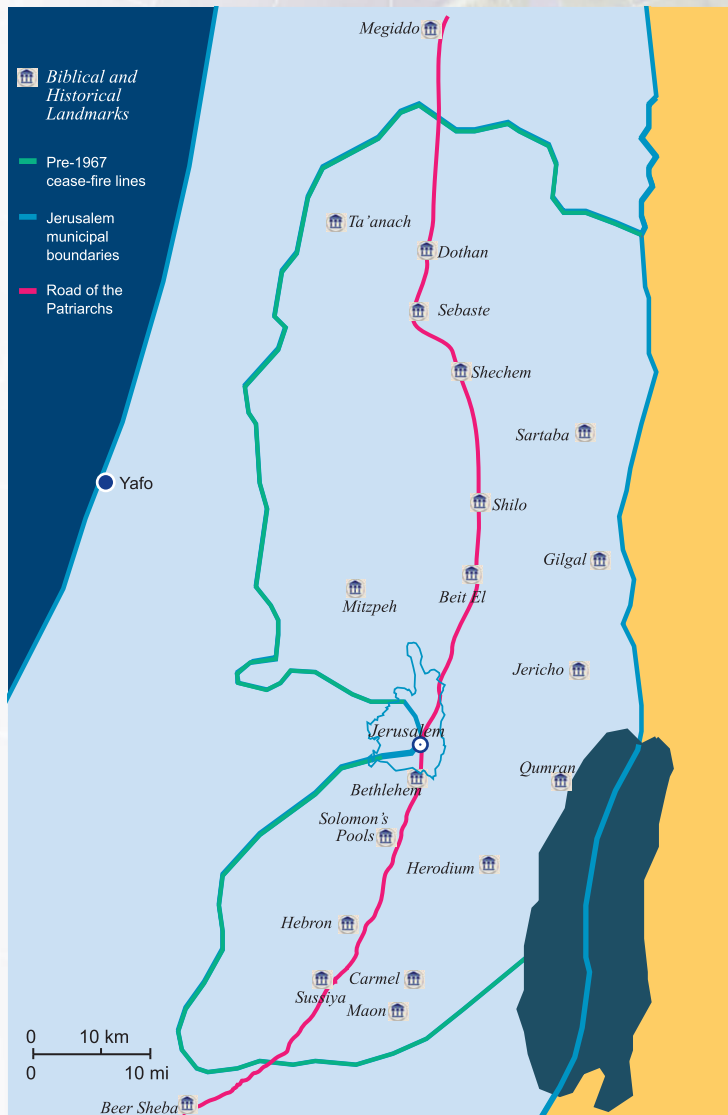 Megiddo
Biblical and
Historical
Landmarks
Pre-1967
cease-fire lines
Jerusalem
municipal
boundaries
Road of the
Patriarchs
Ta’anach
Dothan
Sebaste
Shechem
Sartaba
Yafo
Shilo
Gilgal
Beit El
Mitzpeh
Jericho
Jerusalem
Qumran
Bethlehem
Solomon’s
Pools
Herodium
Hebron
Carmel
Sussiya
Maon
0 10 km
0 10 mi
Beer Sheba